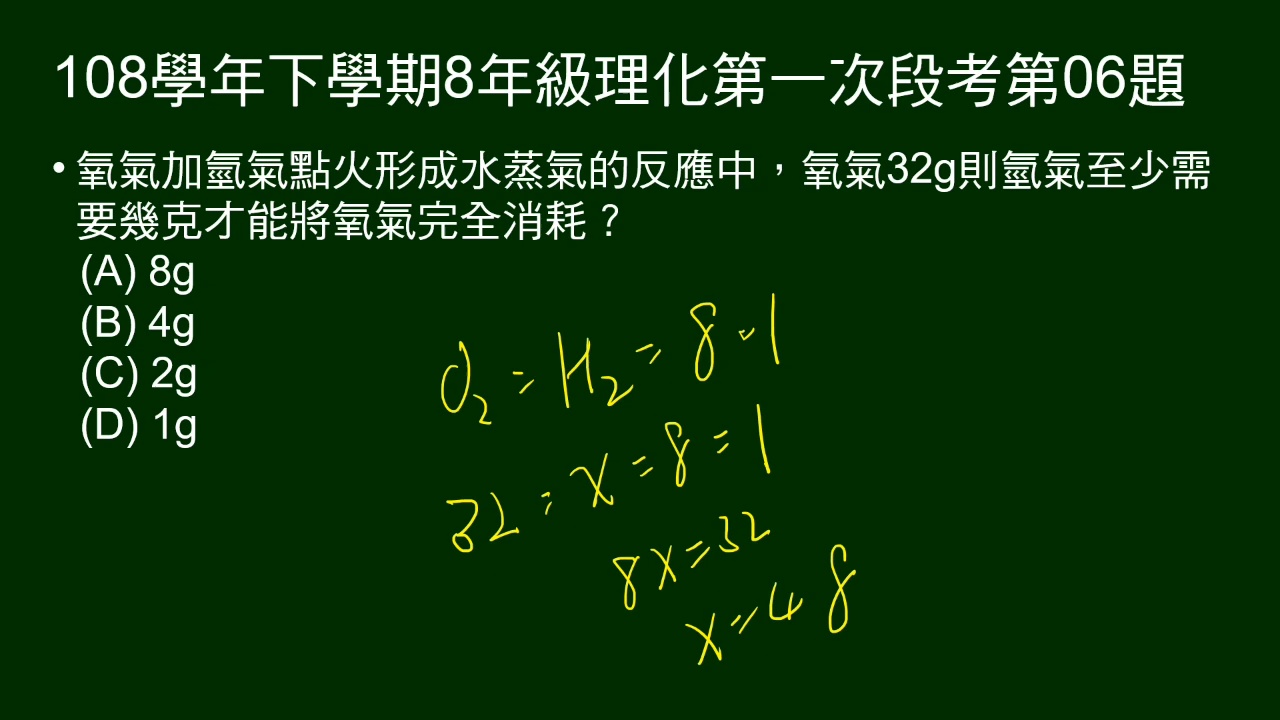 108學年下學期8年級理化第一次段考第06題
• 氧氣加氫氣點火形成水蒸氣的反應中，氧氣32g則氫氣至少需
要幾克才能將氧氣完全消耗？
(A) 8g
(B) 4g
(C) 2g
(D) 1g
O₂ : H₂ = 8 : 1
32 : x = 8 : 1
8x = 32
x = 4 g